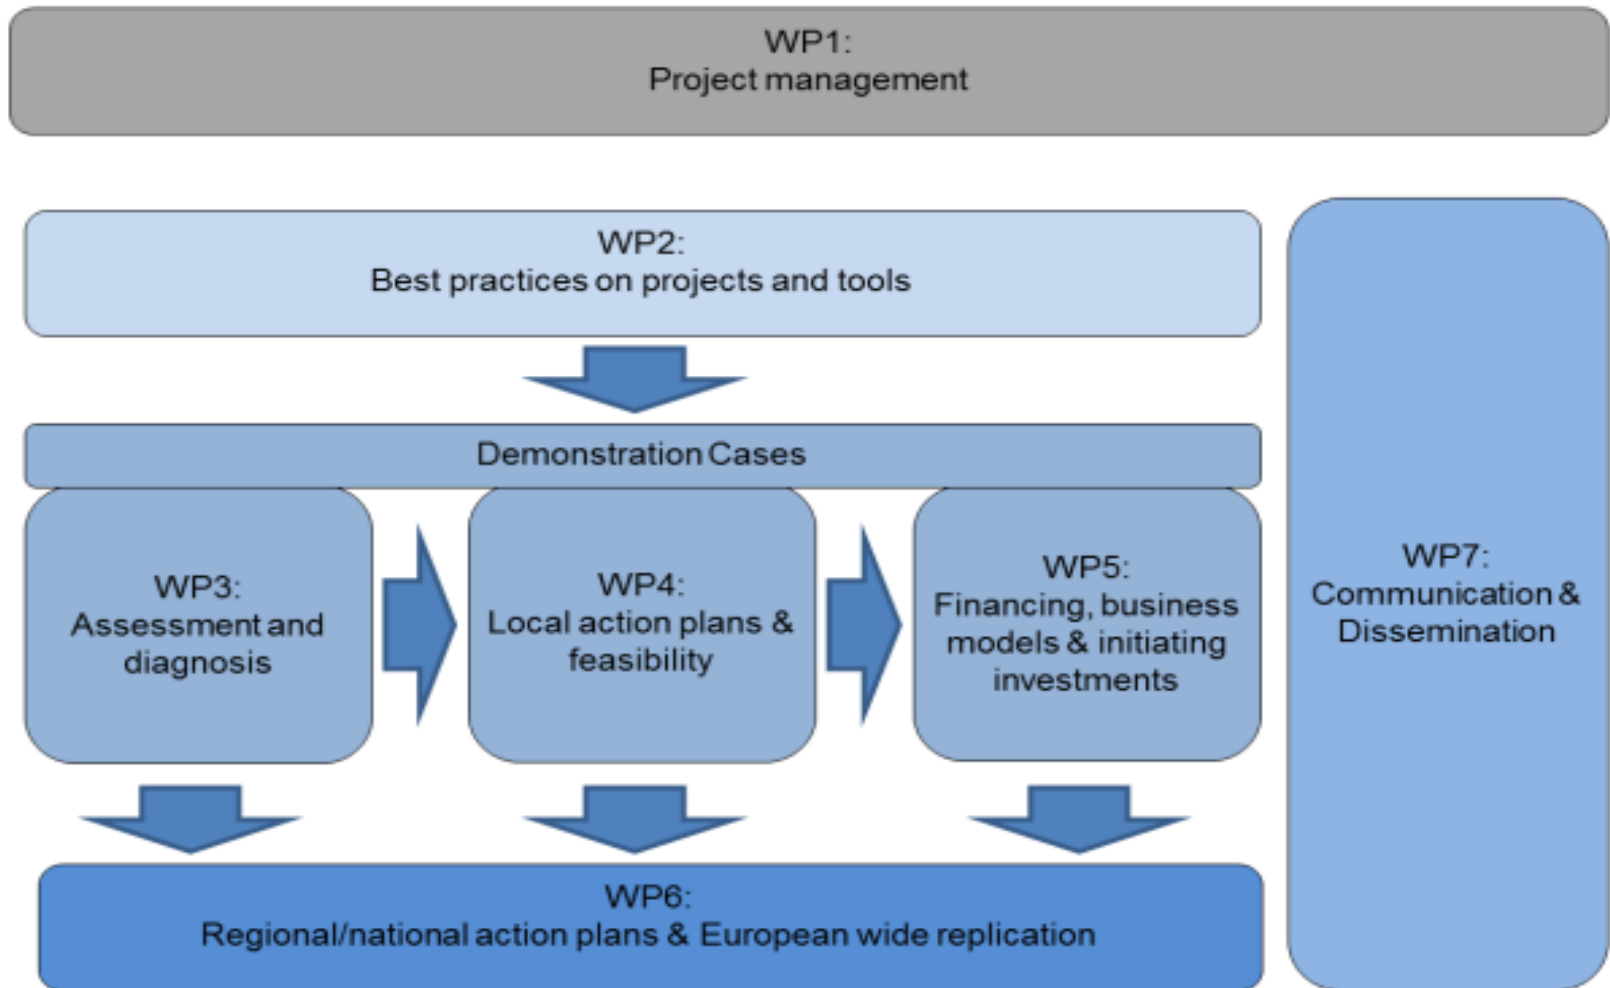 WP1:
Project management
WP2:
Best practices on projects and tools
Demonstration Cases
WP3:
Assessment and
diagnosis
WP4:
Local action plans &
feasibility
WP5:
Financing, business
models & initiating
investments
WP7:
Communication &
Dissemination
WP6:
Regional/national action plans & European wide replication